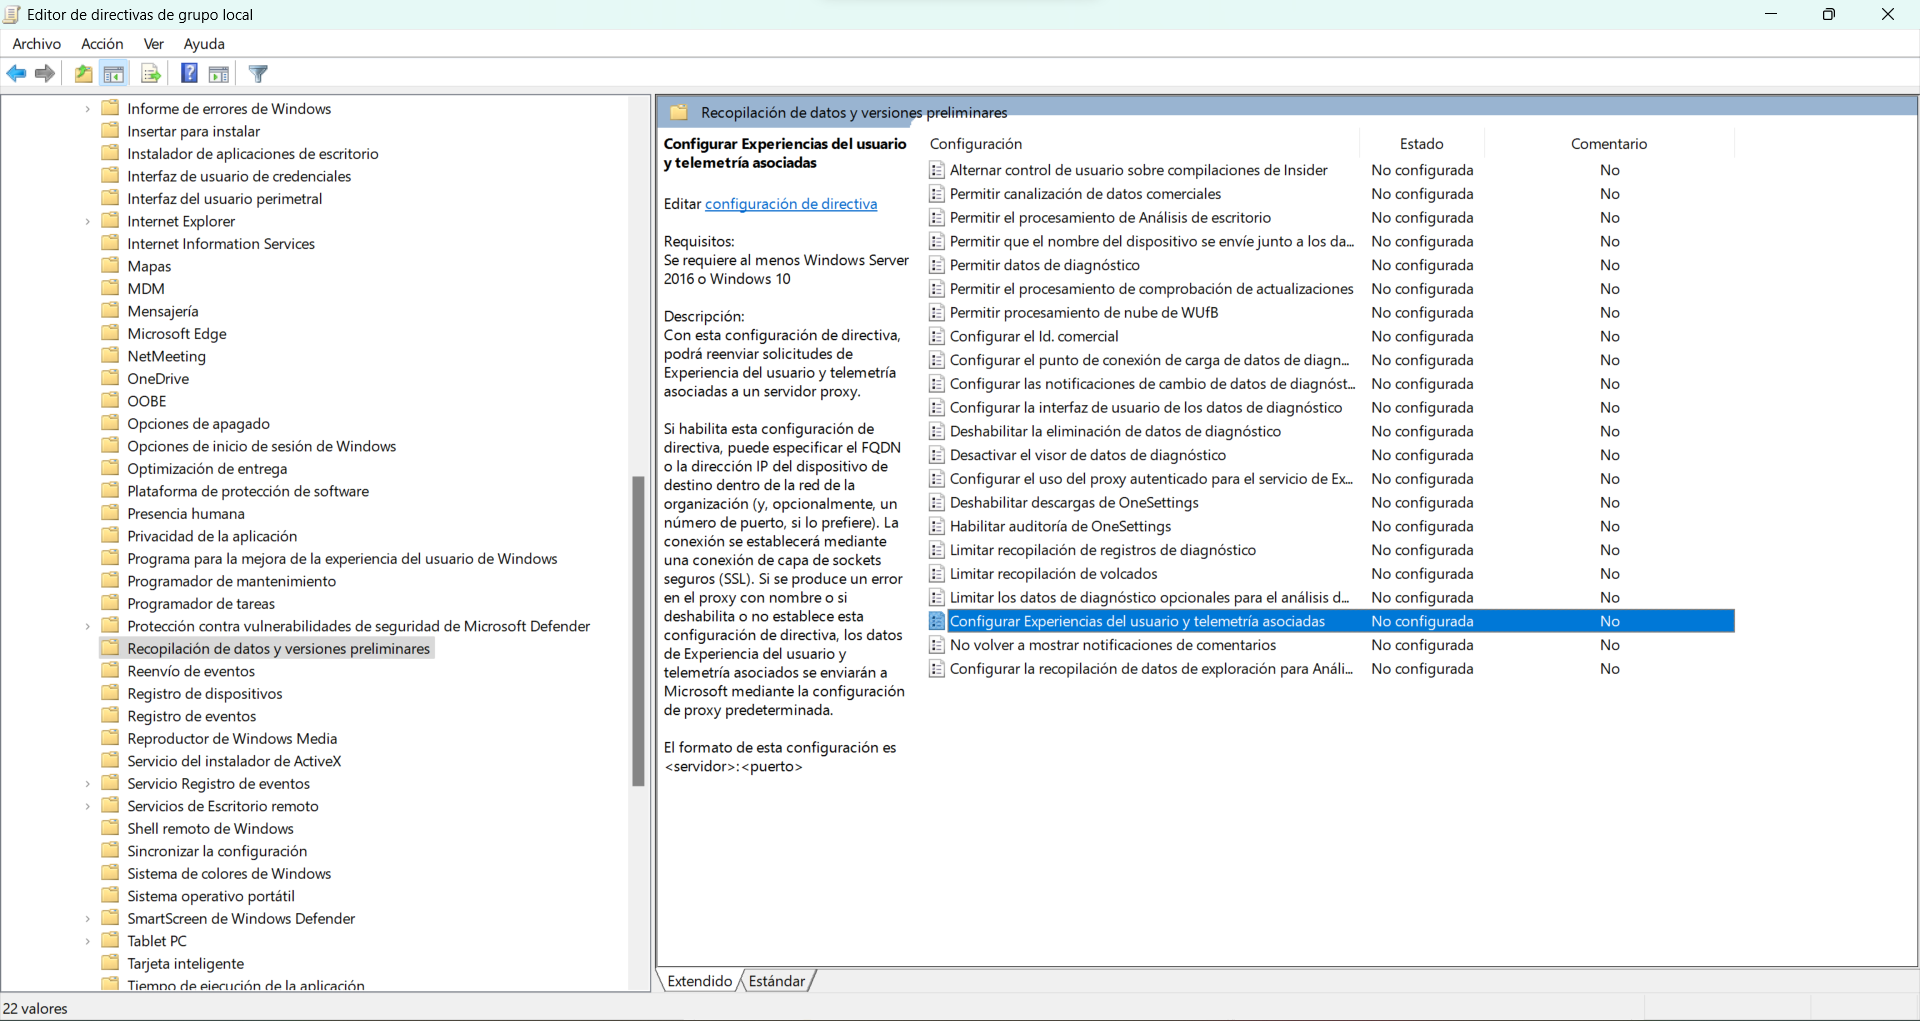 Editor de directivas de grupo local
Archivo Acción Ver Ayuda
Informe de errores de Windows
Insertar para instalar
Instalador de aplicaciones de escritorio
Interfaz de usuario de credenciales
Interfaz del usuario perimetral
Internet Explorer
Internet Information Services
Mapas
MDM
Mensajería
Microsoft Edge
NetMeeting
OneDrive
OOBE
Opciones de apagado
Opciones de inicio de sesión de Windows
Optimización de entrega
Plataforma de protección de software
Presencia humana
Privacidad de la aplicación
Programa para la mejora de la experiencia del usuario de Windows
Programador de mantenimiento
Programador de tareas
Protección contra vulnerabilidades de seguridad de Microsoft Defender
Recopilación de datos y versiones preliminares
Reenvío de eventos
Registro de dispositivos
Registro de eventos
Reproductor de Windows Media
Servicio del instalador de ActiveX
Servicio Registro de eventos
Servicios de Escritorio remoto
Shell remoto de Windows
Sincronizar la configuración
Sistema de colores de Windows
Sistema operativo portátil
SmartScreen de Windows Defender
Tablet PC
Tarjeta inteligente
Tiempo de ejecución de la aplicación
Recopilación de datos y versiones preliminares
Configurar Experiencias del usuario
y telemetría asociadas
Editar configuración de directiva
Requisitos:
Se requiere al menos Windows Server
2016 o Windows 10
Descripción:
Con esta configuración de directiva,
podrá reenviar solicitudes de
Experiencia del usuario y telemetría
asociadas a un servidor proxy.
Si habilita esta configuración de
directiva, puede especificar el FQDN
o la dirección IP del dispositivo de
destino dentro de la red de la
organización (y, opcionalmente, un
número de puerto, si lo prefiere). La
conexión se establecerá mediante
una conexión de capa de sockets
seguros (SSL). Si se produce un error
en el proxy con nombre o si
deshabilita o no establece esta
configuración de directiva, los datos
de Experiencia del usuario y
telemetría asociados se enviarán a
Microsoft mediante la configuración
de proxy predeterminada.
El formato de esta configuración es
<servidor>:<puerto>
Configuración Estado Comentario
Alternar control de usuario sobre compilaciones de Insider No configurada No
Permitir canalización de datos comerciales No configurada No
Permitir el procesamiento de Análisis de escritorio No configurada No
Permitir que el nombre del dispositivo se envíe junto a los da... No configurada No
Permitir datos de diagnóstico No configurada No
Permitir el procesamiento de comprobación de actualizaciones No configurada No
Permitir procesamiento de nube de WUfB No configurada No
Configurar el Id. comercial No configurada No
Configurar el punto de conexión de carga de datos de diagn... No configurada No
Configurar las notificaciones de cambio de datos de diagnóst... No configurada No
Configurar la interfaz de usuario de los datos de diagnóstico No configurada No
Deshabilitar la eliminación de datos de diagnóstico No configurada No
Desactivar el visor de datos de diagnóstico No configurada No
Configurar el uso del proxy autenticado para el servicio de Ex... No configurada No
Deshabilitar descargas de OneSettings No configurada No
Habilitar auditoría de OneSettings No configurada No
Limitar recopilación de registros de diagnóstico No configurada No
Limitar recopilación de volcados No configurada No
Limitar los datos de diagnóstico opcionales para el análisis d... No configurada No
Configurar Experiencias del usuario y telemetría asociadas No configurada No
No volver a mostrar notificaciones de comentarios No configurada No
Configurar la recopilación de datos de exploración para Análi... No configurada No
Extendido Estándar
22 valores